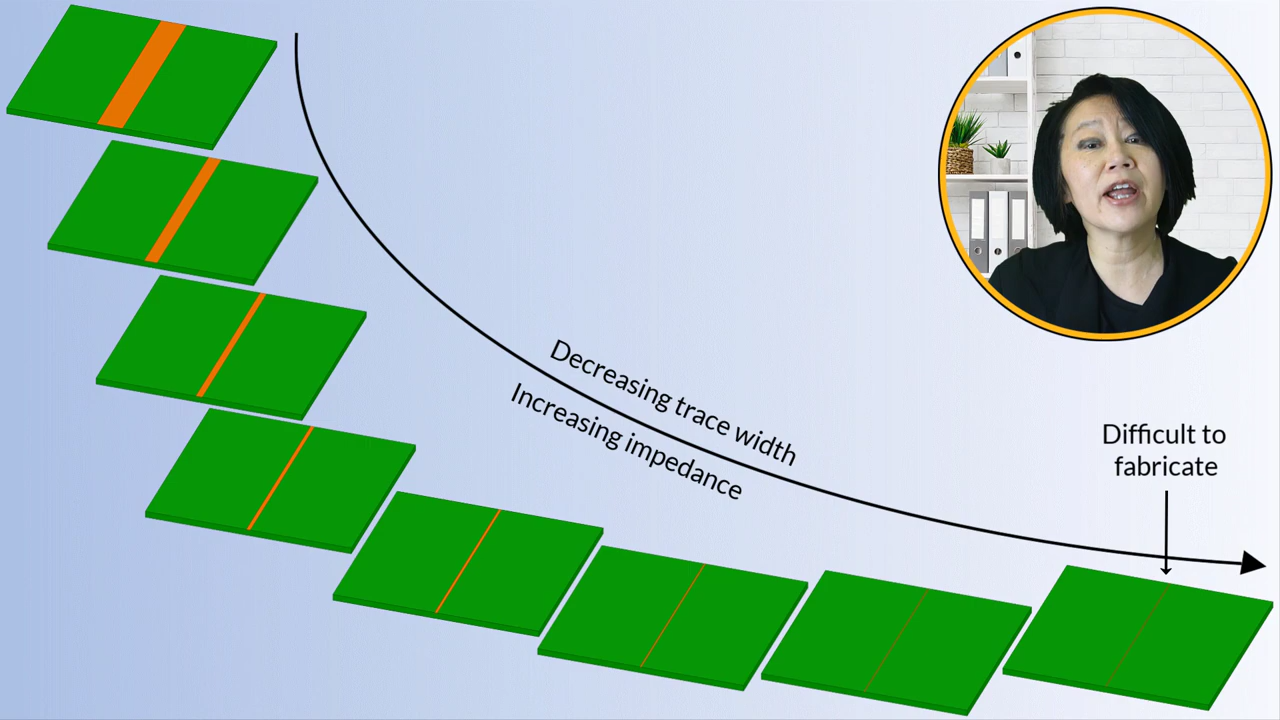 Decreasing trace width
Increasing impedance
Difficult to
fabricate